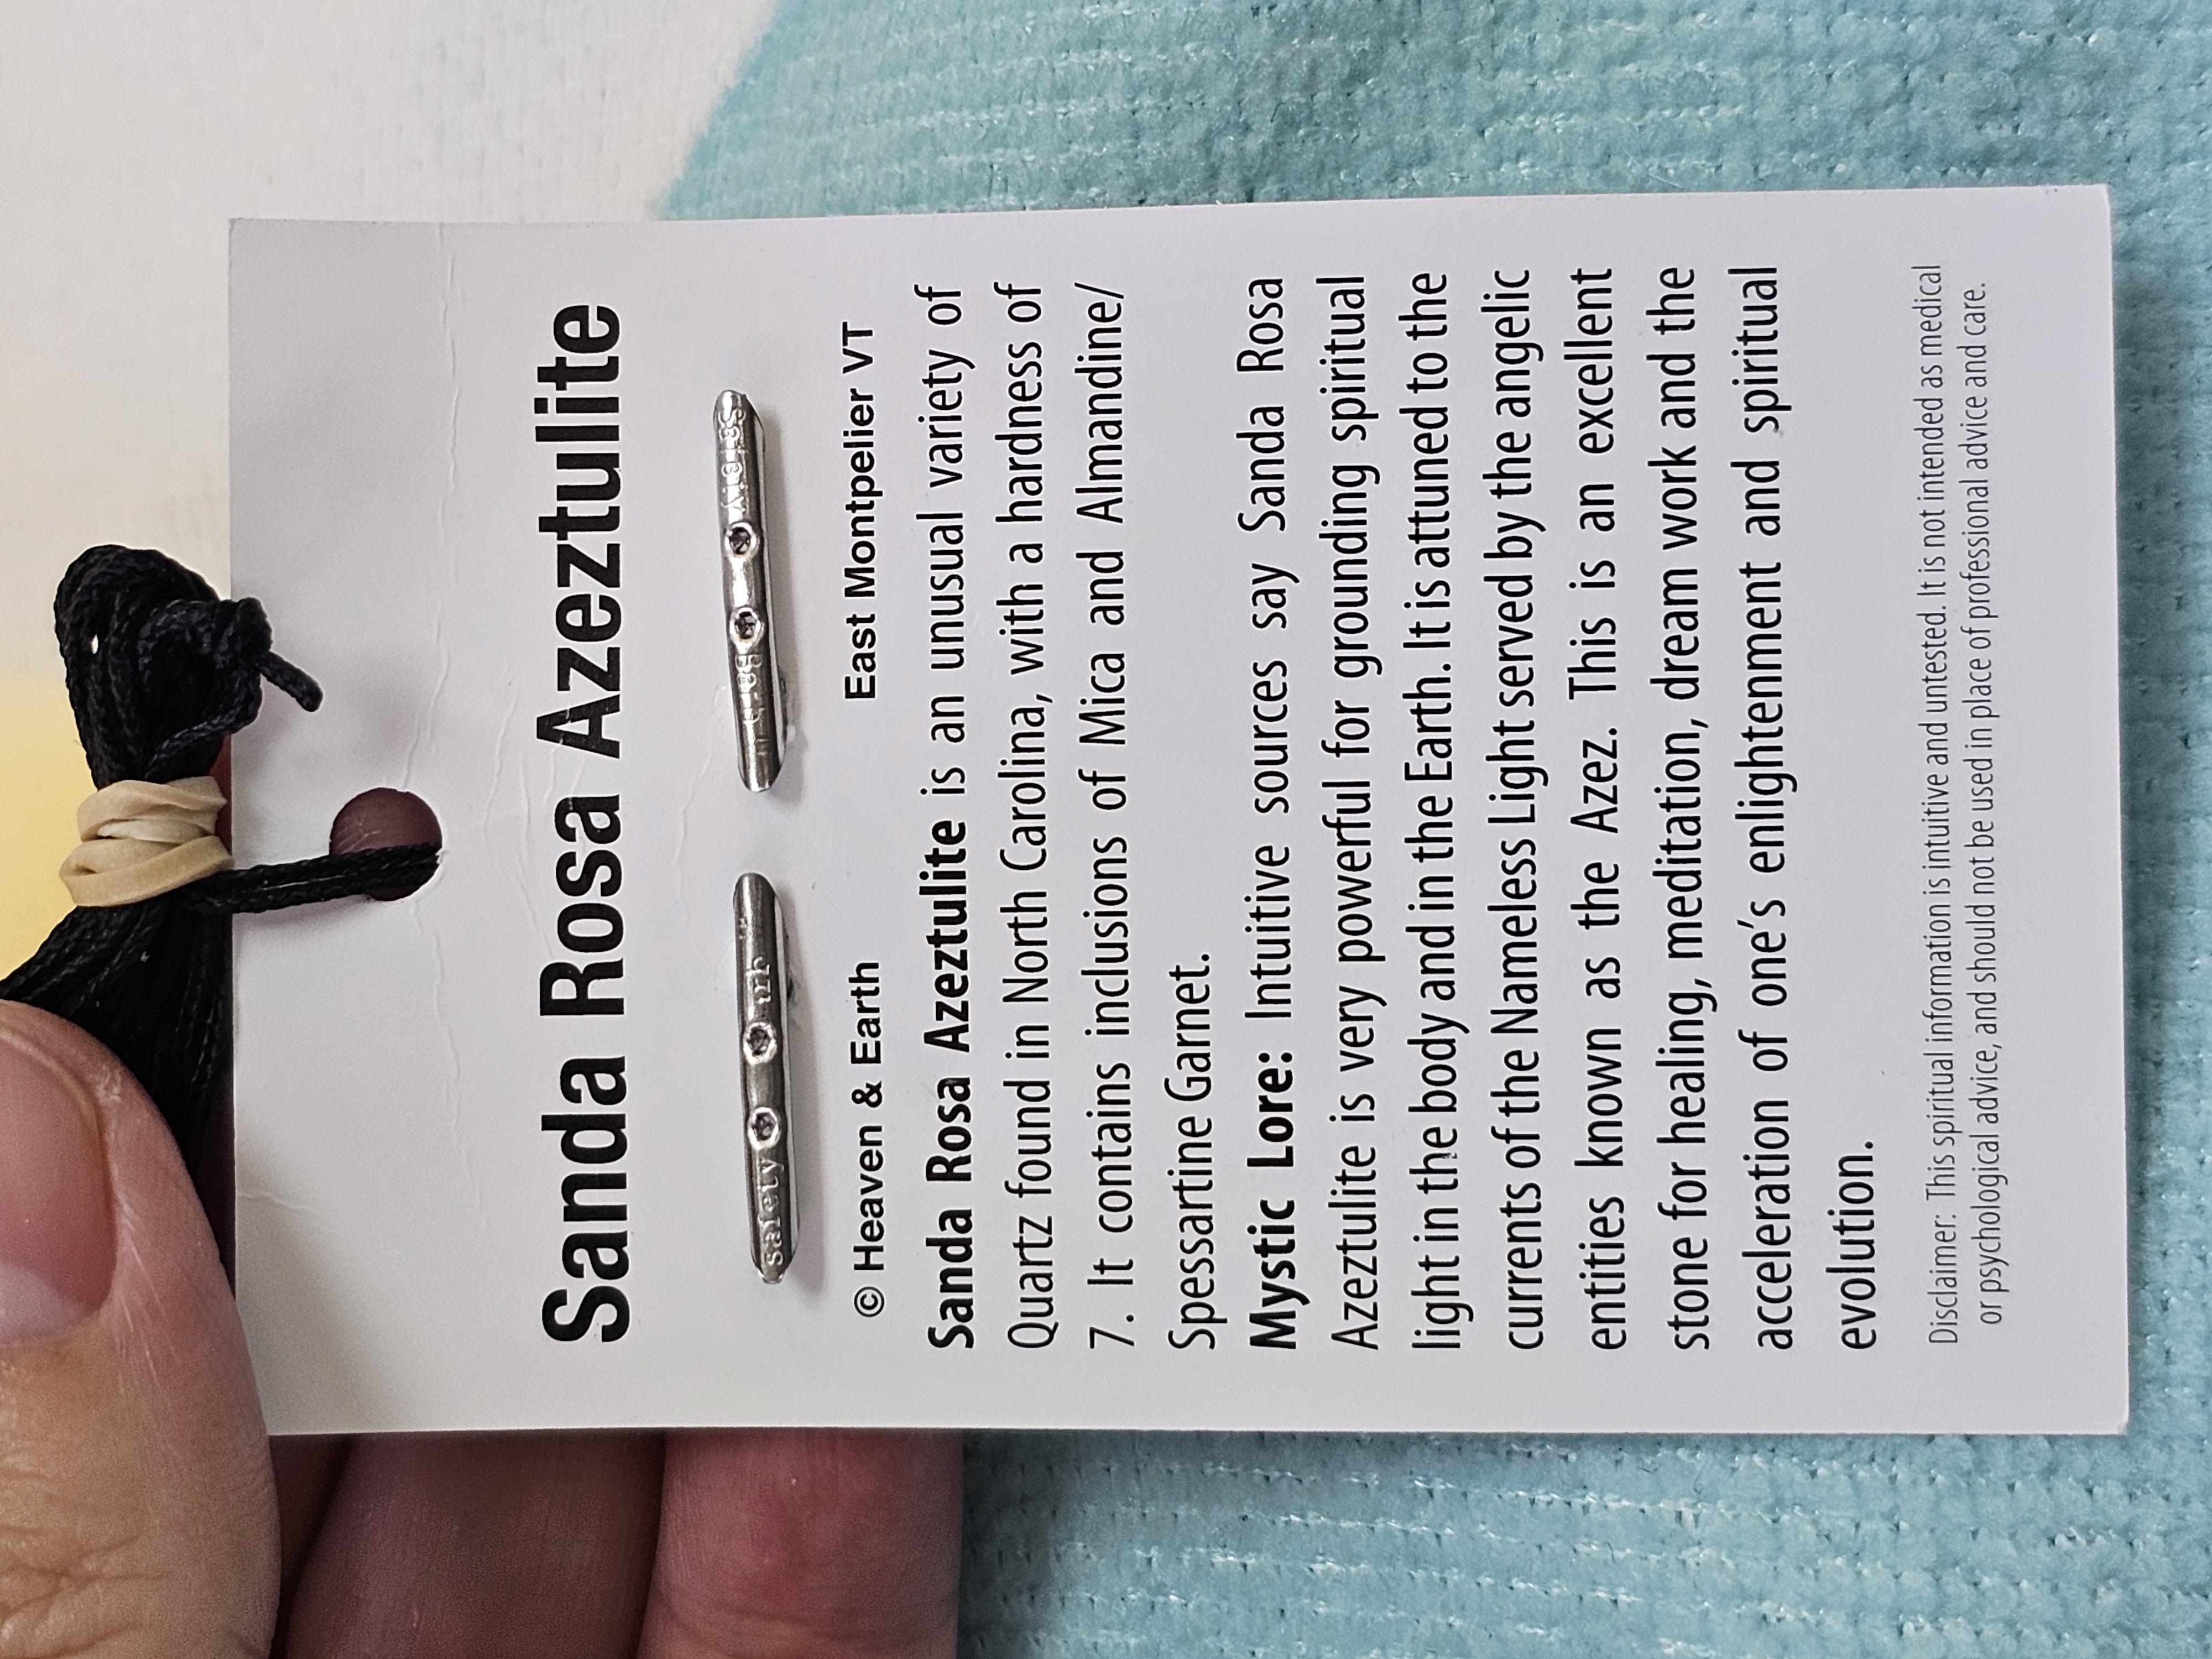 Sanda Rosa Azeztulite
safety
© Heaven & Earth East Montpelier VT
Sanda Rosa Azeztulite is an unusual variety of
Quartz found in North Carolina, with a hardness of
7. It contains inclusions of Mica and Almandine/
Spessartine Garnet.
Mystic Lore: Intuitive sources say Sanda Rosa
Azeztulite is very powerful for grounding spiritual
light in the body and in the Earth. It is attuned to the
currents of the Nameless Light served by the angelic
entities known as the Azez. This is an excellent
stone for healing, meditation, dream work and the
acceleration of one's enlightenment and spiritual
evolution.
Disclaimer: This spiritual information is intuitive and untested. It is not intended as medical
or psychological advice, and should not be used in place of professional advice and care.